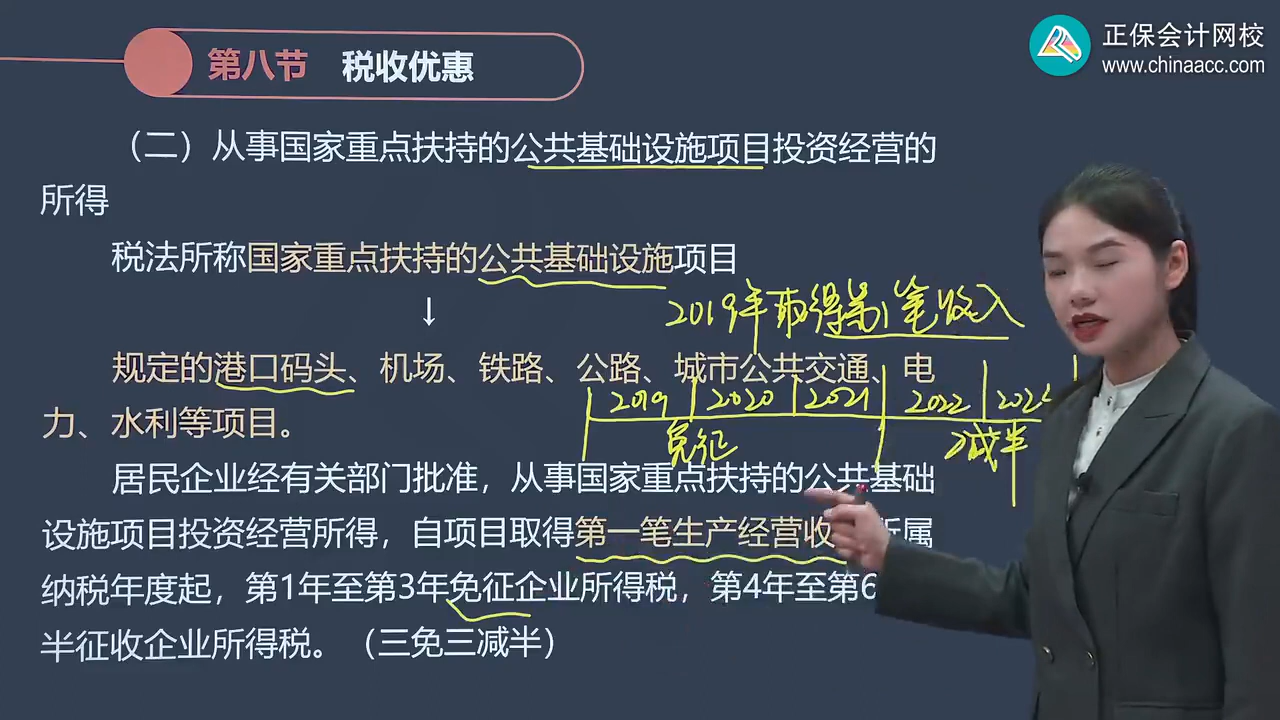 第八节 税收优惠
正保会计网校
www.chinaacc.com
（二）从事国家重点扶持的公共基础设施项目投资经营的
所得
税法所称国家重点扶持的公共基础设施项目
↓
2019年取得第1笔收入
规定的港口码头、机场、铁路、公路、城市公共交通、电
2019 2020 2021 2022 202
力、水利等项目。
免征 减半
居民企业经有关部门批准，从事国家重点扶持的公共基础
设施项目投资经营所得，自项目取得第一笔生产经营收 所属
纳税年度起，第1年至第3年免征企业所得税，第4年至第6
半征收企业所得税。（三免三减半）